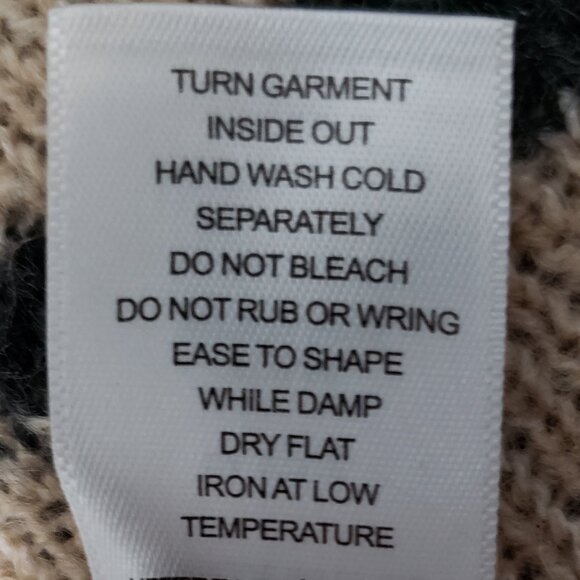 TURN GARMENT
INSIDE OUT
HAND WASH COLD
SEPARATELY
DO NOT BLEACH
DO NOT RUB OR WRING
EASE TO SHAPE
WHILE DAMP
DRY FLAT
IRON AT LOW
TEMPERATURE